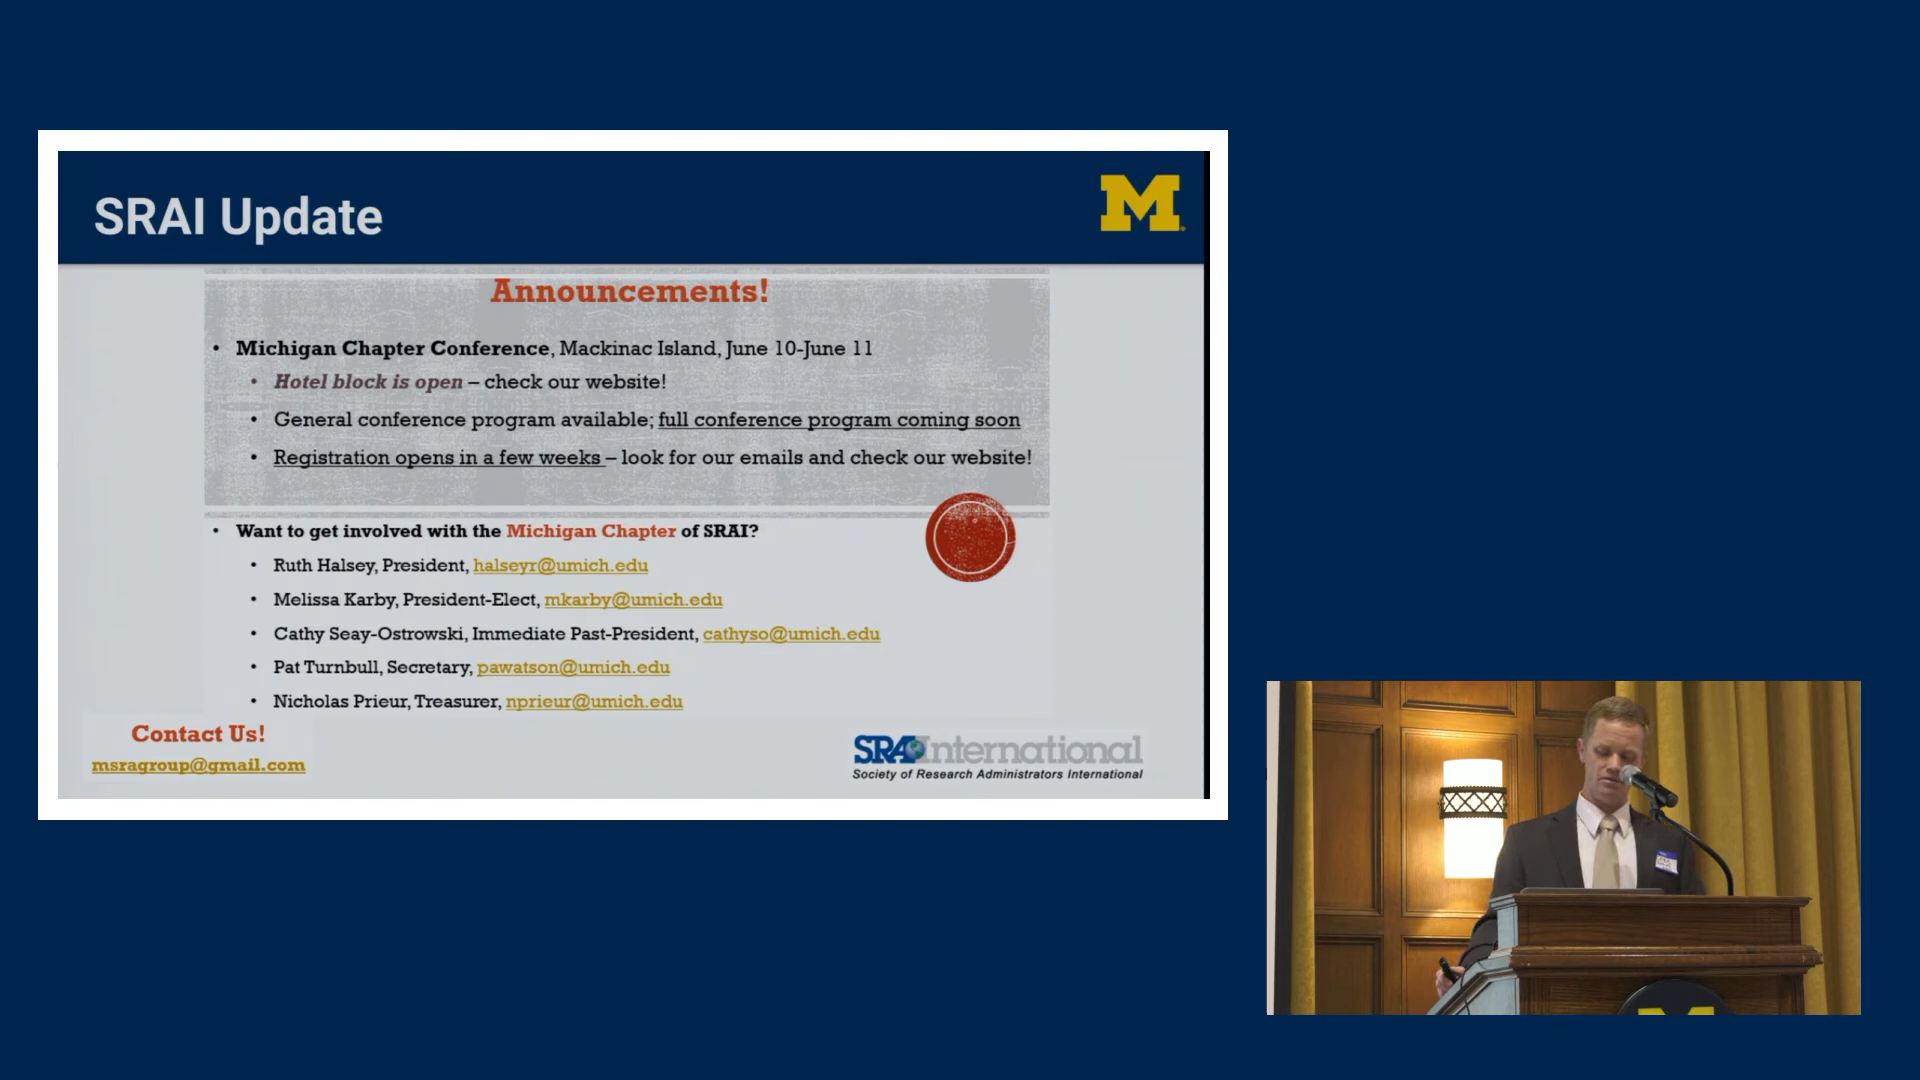 SRAI Update
M
Announcements!
• Michigan Chapter Conference, Mackinac Island, June 10-June 11
• Hotel block is open – check our website!
• General conference program available; full conference program coming soon
• Registration opens in a few weeks – look for our emails and check our website!
• Want to get involved with the Michigan Chapter of SRAI?
• Ruth Halsey, President, halseyr@umich.edu
• Melissa Karby, President-Elect, mkarby@umich.edu
• Cathy Seay-Ostrowski, Immediate Past-President, cathyso@umich.edu
• Pat Turnbull, Secretary, pawatson@umich.edu
• Nicholas Prieur, Treasurer, nprieur@umich.edu
Contact Us!
msragroup@gmail.com
SRAInternational
Society of Research Administrators International